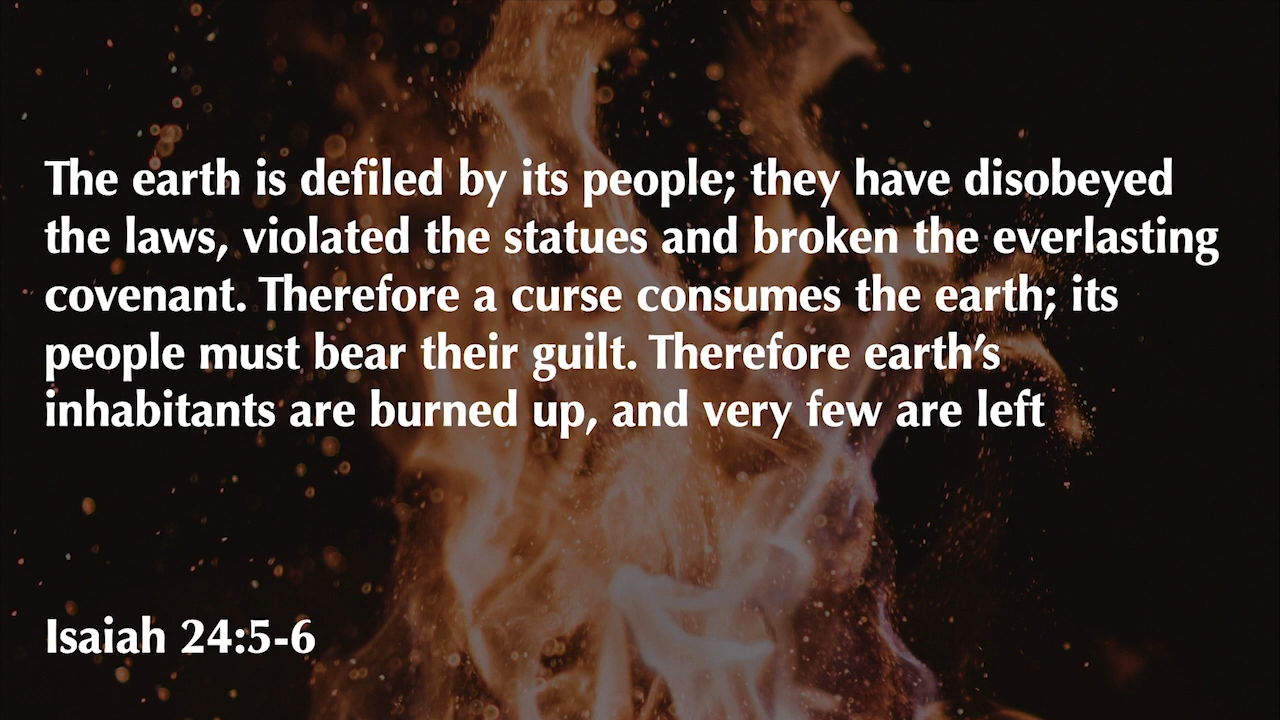 The earth is defiled by its people; they have disobeyed
the laws, violated the statues and broken the everlasting
covenant. Therefore a curse consumes the earth; its
people must bear their guilt. Therefore earth’s
inhabitants are burned up, and very few are left
Isaiah 24:5-6